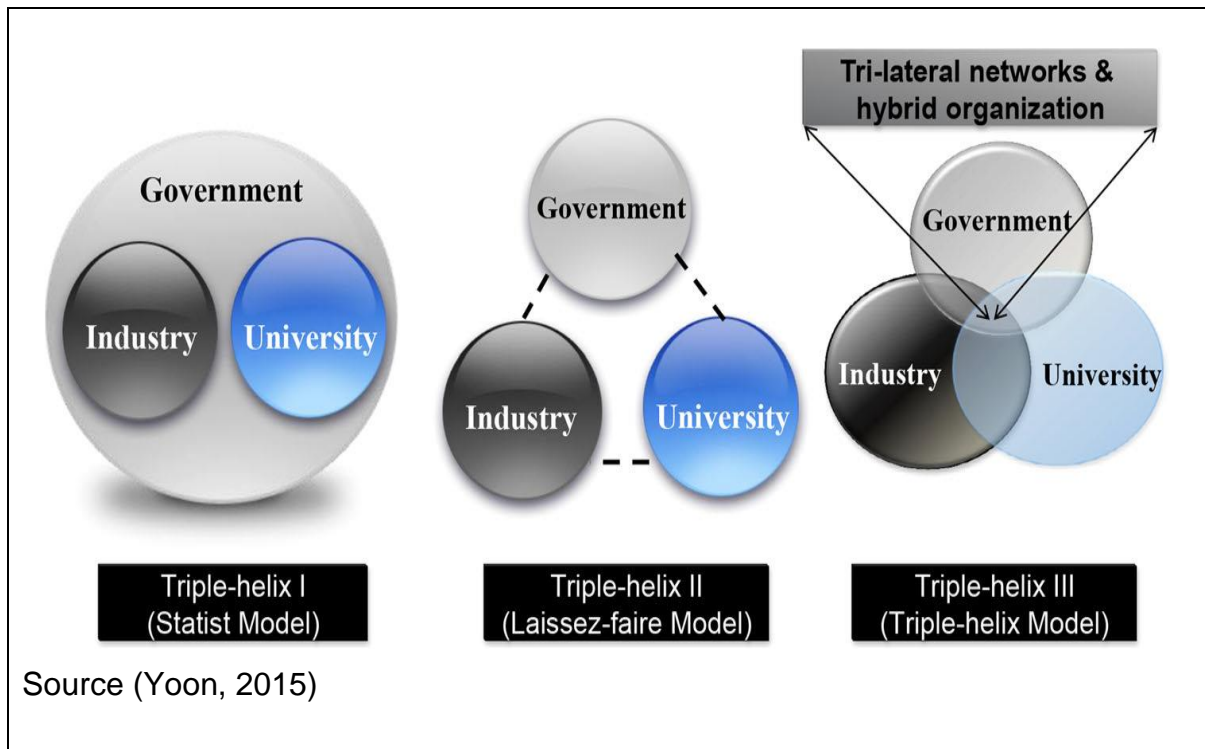 Government
Industry
University
Triple-helix I
(Statist Model)
Government
Industry
University
Triple-helix II
(Laissez-faire Model)
Tri-lateral networks &
hybrid organization
Government
Industry
University
Triple-helix III
(Triple-helix Model)
Source (Yoon, 2015)